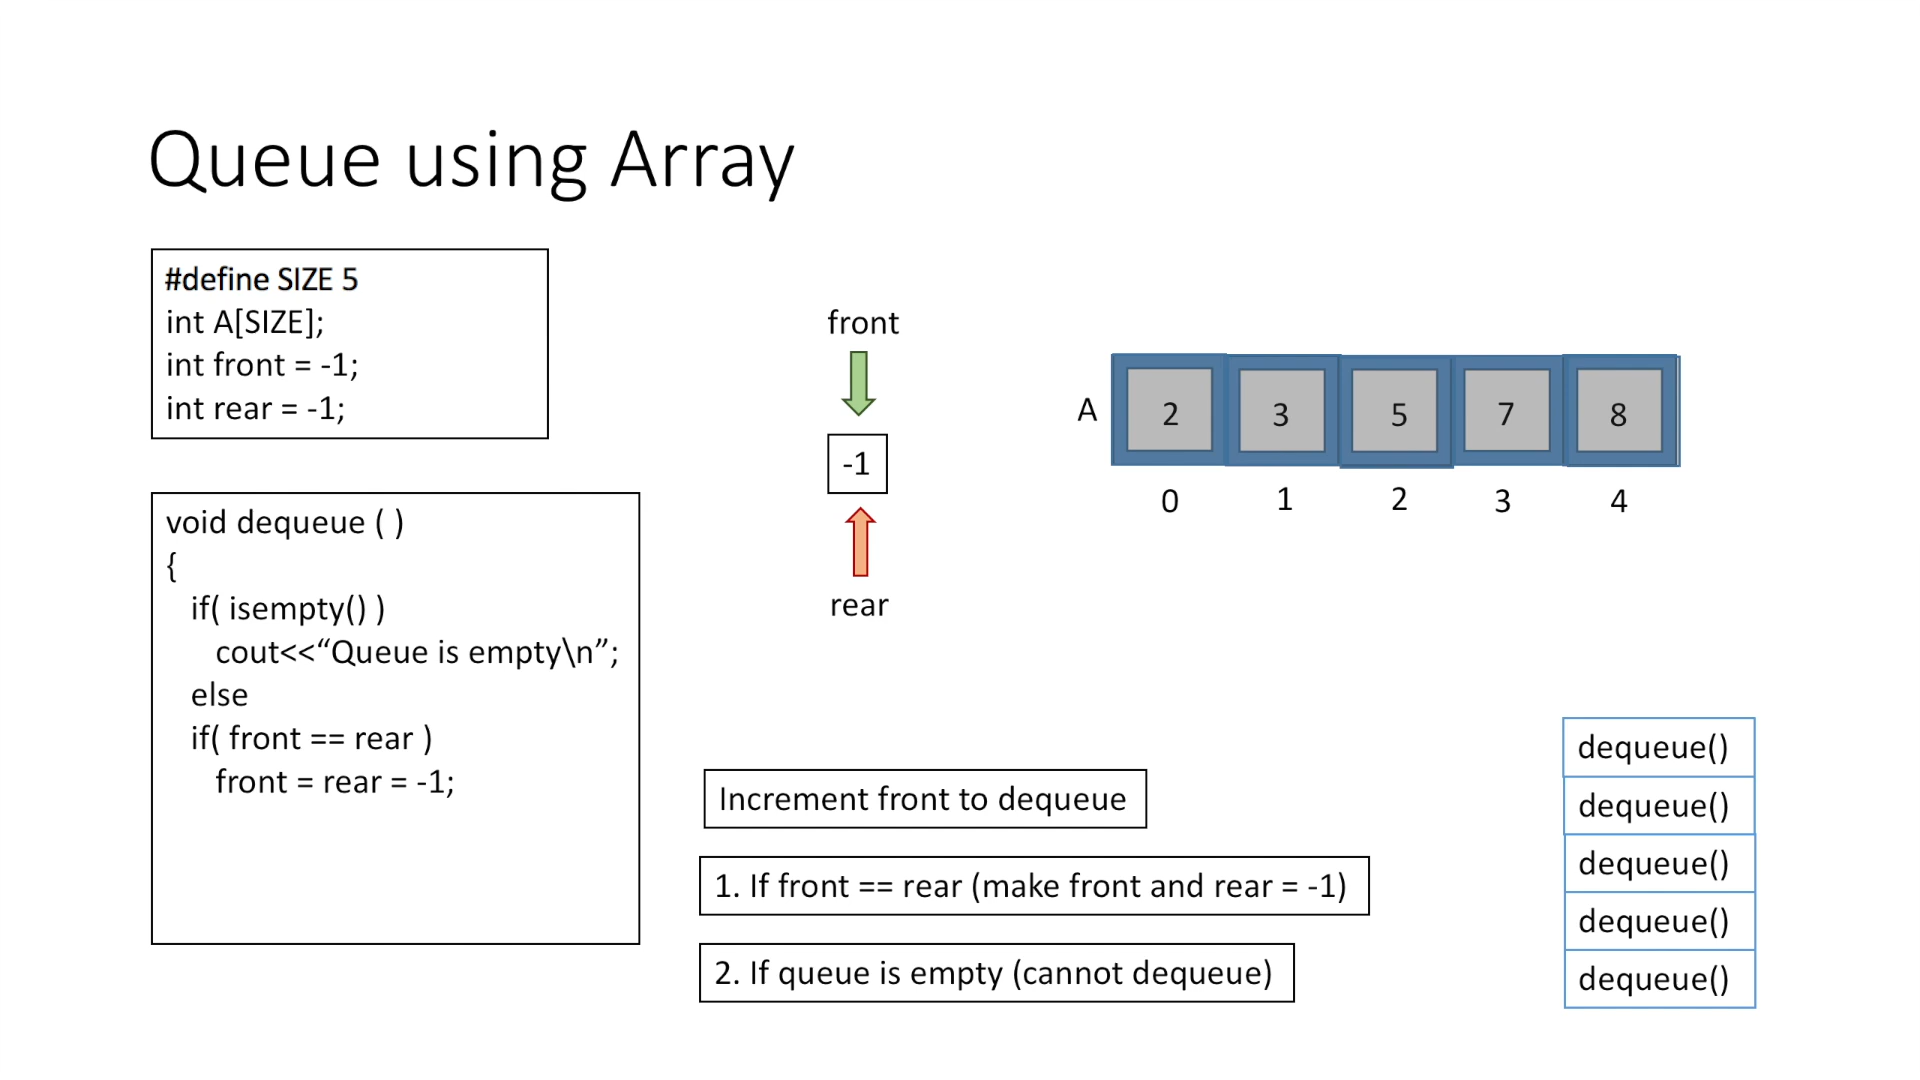 Queue using Array
#define SIZE 5
int A[SIZE];
int front = -1;
int rear = -1;
void dequeue ( )
{
if( isempty() )
cout<<“Queue is empty\n”;
else
if( front == rear )
front = rear = -1;
front
-1
rear
A
2 3 5 7 8
0 1 2 3 4
Increment front to dequeue
1. If front == rear (make front and rear = -1)
2. If queue is empty (cannot dequeue)
dequeue()
dequeue()
dequeue()
dequeue()
dequeue()